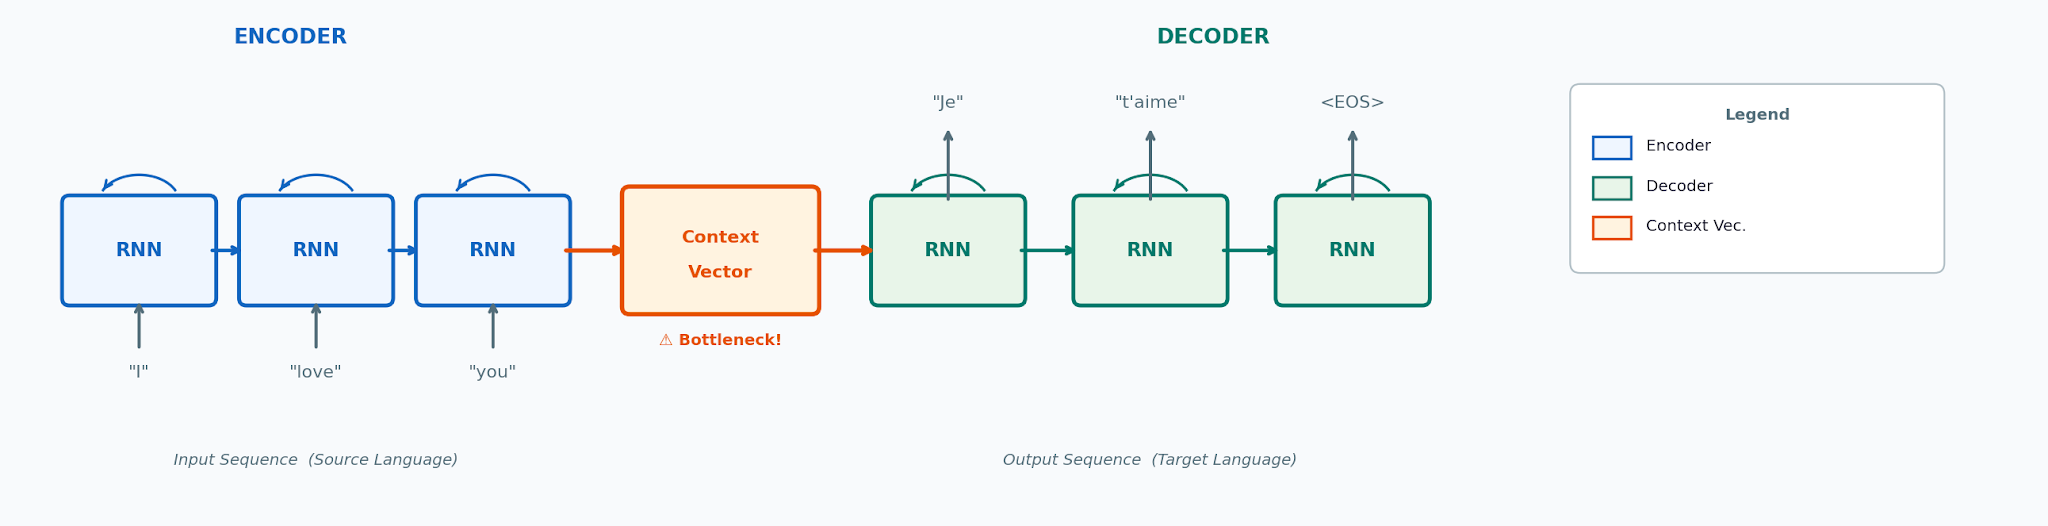 ENCODER
DECODER
"Je"
"t'aime"
<EOS>
Legend
Encoder
Decoder
Context Vec.
RNN
RNN
RNN
Context
Vector
RNN
RNN
RNN
⚠ Bottleneck!
"I"
"love"
"you"
Input Sequence  (Source Language)
Output Sequence  (Target Language)